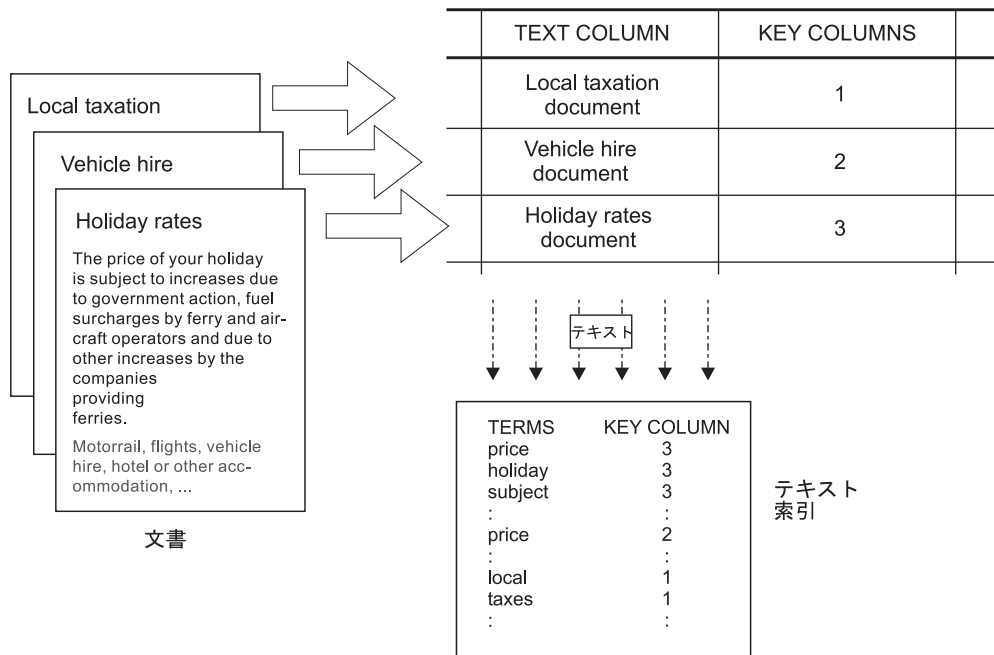 Local taxation
Vehicle hire
Holiday rates
The price of your holiday
is subject to increases due
to government action, fuel
surcharges by ferry and air-
craft operators and due to
other increases by the
companies
providing
ferries.
Motorrail, flights, vehicle
hire, hotel or other acc-
ommodation, ...
文書
TEXT COLUMN KEY COLUMNS
Local taxation
document
1
Vehicle hire
document
2
Holiday rates
document
3
テキスト
TERMS KEY COLUMN
price 3
holiday 3
subject 3
: :
price 2
: :
local 1
taxes 1
: :
テキスト
索引